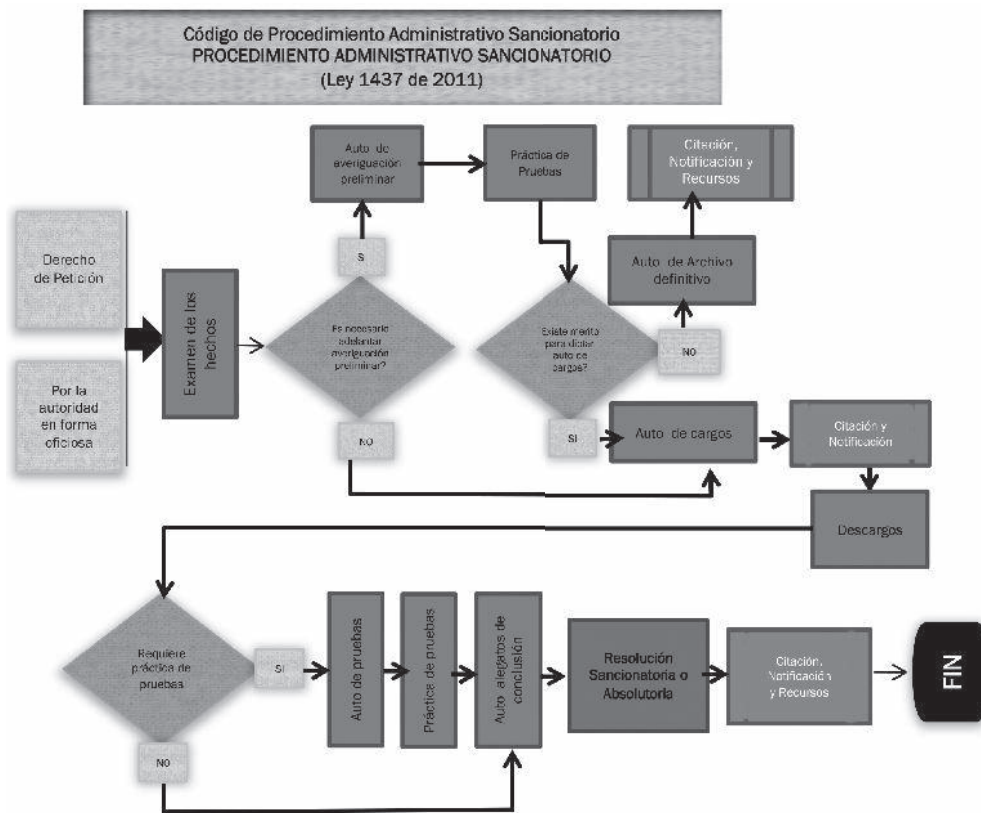 Código de Procedimiento Administrativo Sancionatorio
PROCEDIMIENTO ADMINISTRATIVO SANCIONATORIO
(Ley 1437 de 2011)
Derecho
de Petición
Por la
autoridad
en forma
oficiosa
Examen de los
hechos
Es necesario
adelantar
averiguación
preliminar?
SI
Auto de
averiguación
preliminar
Práctica de
Pruebas
NO
Existe merito
para dictar
auto de
cargos?
NO
Auto de Archivo
definitivo
Citación,
Notificación y
Recursos
SI
Auto de cargos
Citación y
Notificación
Descargos
Requiere
práctica de
pruebas
SI
NO
Auto de pruebas
Práctica de pruebas
Auto alegatos de
conclusión
Resolución
Sancionatoria o
Absolutoria
Citación,
Notificación
y Recursos
FIN